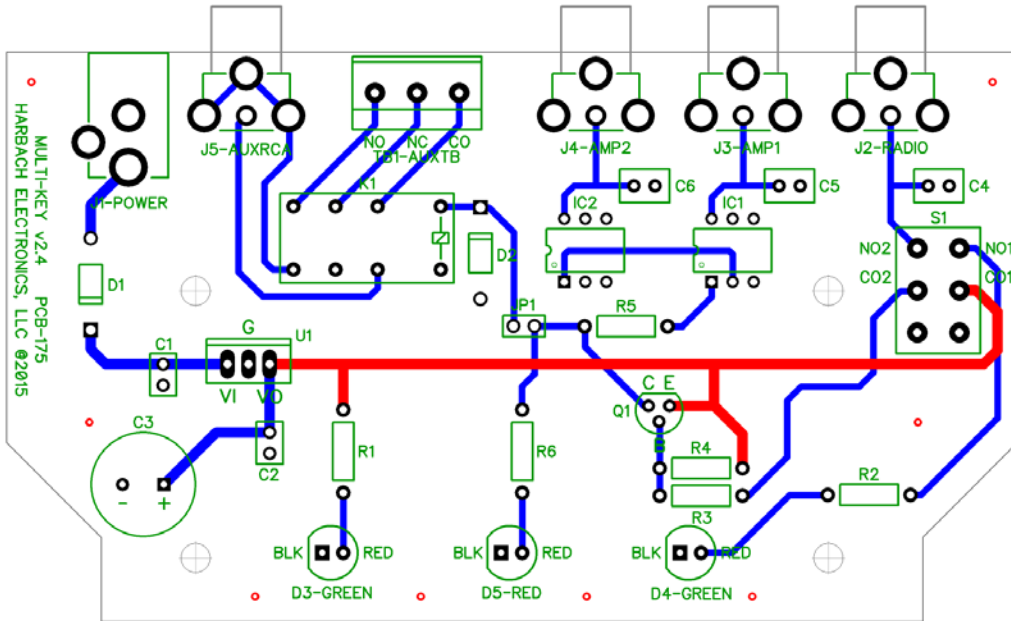 MULTI-KEY v2.4 PCB-175
HARBACH ELECTRONICS, LLC ©2015
J1-POWER
J5-AUXRCA
NO NC CO
TB1-AUXTB
J4-AMP2
J3-AMP1
J2-RADIO
K1
C6
C5
C4
IC2
IC1
S1
NO2 NO1
CO2 CO1
D1
D2
JP1
R5
C1
G
U1
VI VO
C3
- +
C2
R1
R6
C E
Q1
B
R4
R3
R2
BLK RED
D3-GREEN
BLK RED
D5-RED
BLK RED
D4-GREEN